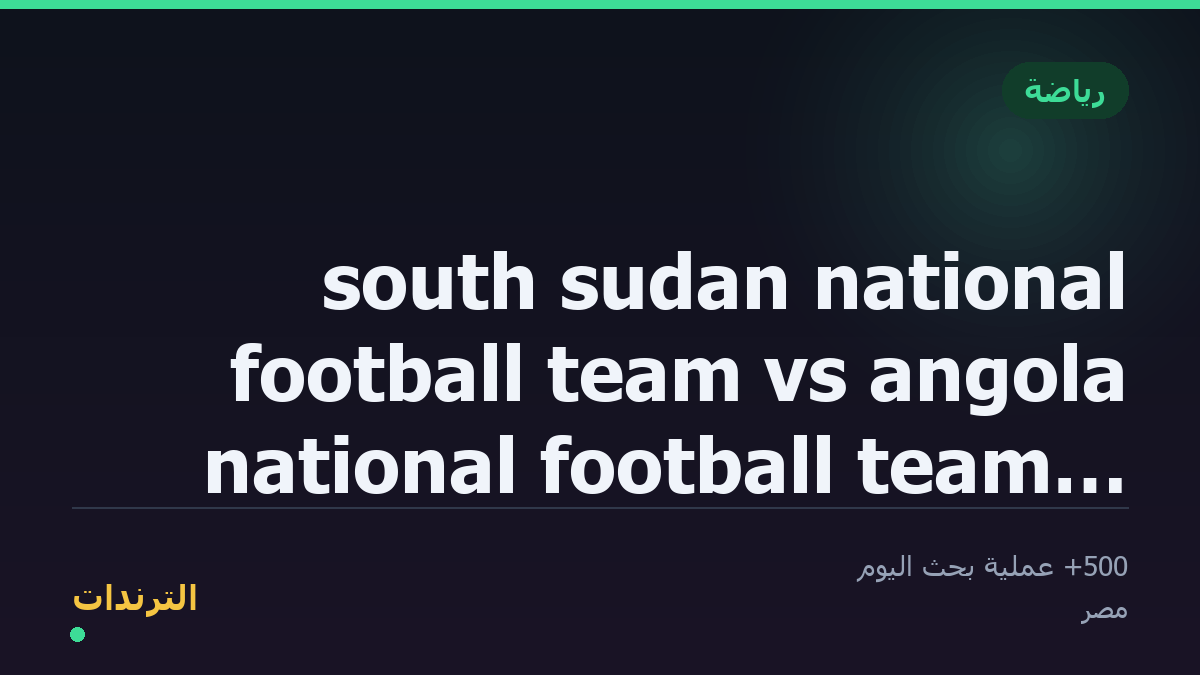 رياضة
south sudan national
football team vs angola
national football team...
500+ عملية بحث اليوم
مصر
الترندات